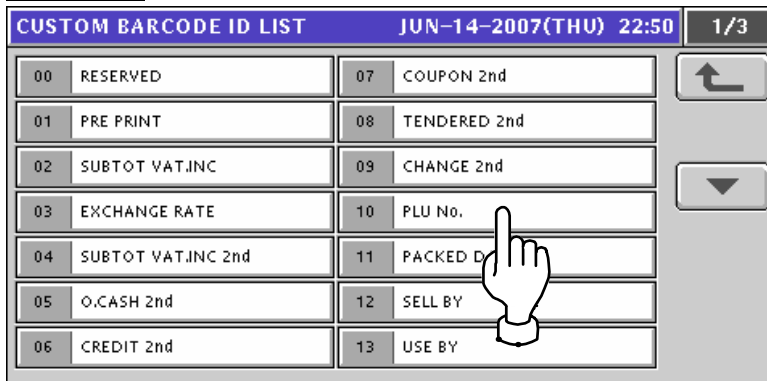 CUSTOM BARCODE ID LIST JUN-14-2007(THU) 22:50 1/3
00 RESERVED
01 PRE PRINT
02 SUBTOT VAT.INC
03 EXCHANGE RATE
04 SUBTOT VAT.INC 2nd
05 O.CASH 2nd
06 CREDIT 2nd
07 COUPON 2nd
08 TENDERED 2nd
09 CHANGE 2nd
10 PLU No.
11 PACKED
12 SELL BY
13 USE BY